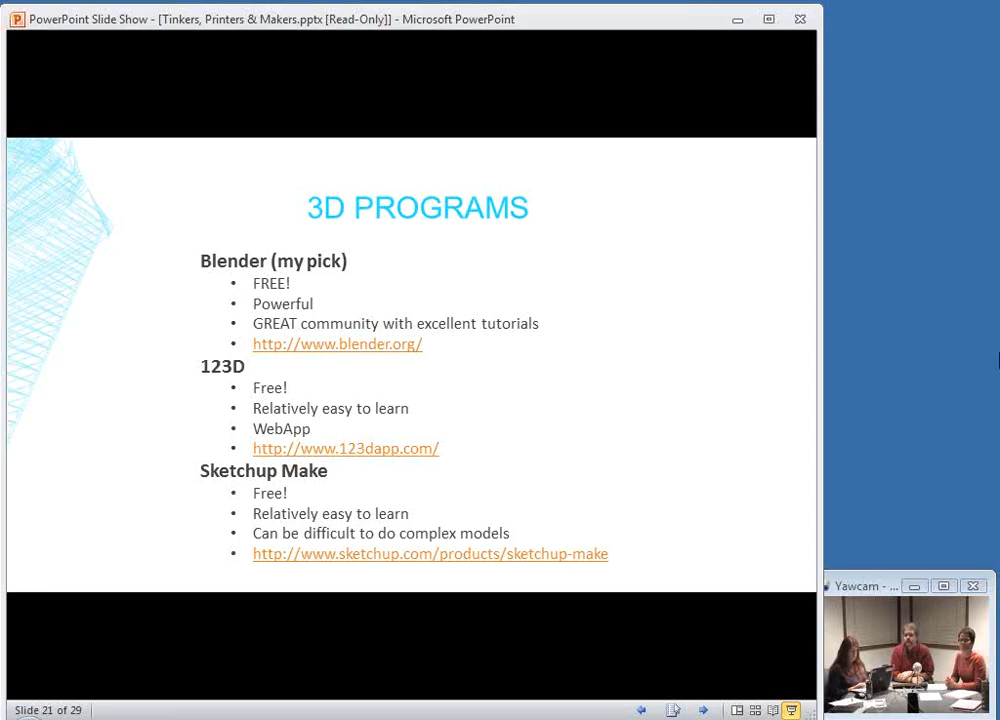 PowerPoint Slide Show - [Tinkers, Printers & Makers.pptx [Read-Only]] - Microsoft PowerPoint
3D PROGRAMS
Blender (my pick)
• FREE!
• Powerful
• GREAT community with excellent tutorials
• http://www.blender.org/
123D
• Free!
• Relatively easy to learn
• WebApp
• http://www.123dapp.com/
Sketchup Make
• Free!
• Relatively easy to learn
• Can be difficult to do complex models
• http://www.sketchup.com/products/sketchup-make
Yawcam - ...
Slide 21 of 29